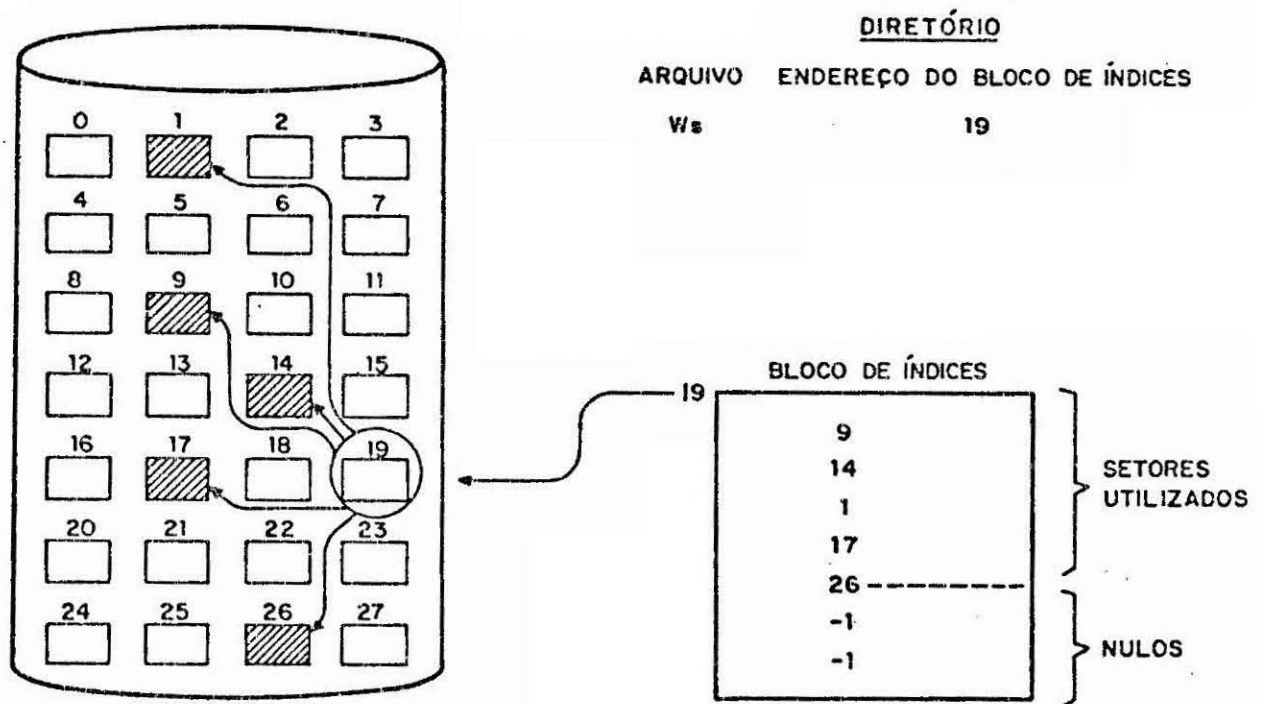 DIRETÓRIO
ARQUIVO ENDEREÇO DO BLOCO DE ÍNDICES
Ws 19
0 1 2 3
4 5 6 7
8 9 10 11
12 13 14 15
16 17 18 19
20 21 22 23
24 25 26 27
BLOCO DE ÍNDICES
19
9
14
1
17
26
-1
-1
SETORES
UTILIZADOS
NULOS